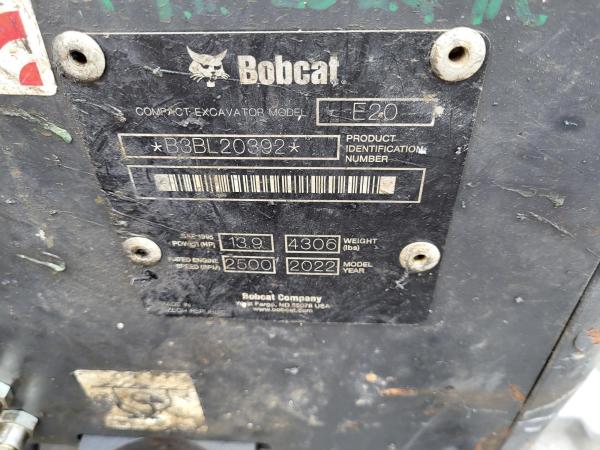 Bobcat
COMPACT EXCAVATOR MODEL E20
*B3BL20392* PRODUCT IDENTIFICATION NUMBER
SAE 1995 POWER (HP) 13.9 4306 WEIGHT (lbs)
RATED ENGINE SPEED (RPM) 2500 2022 MODEL YEAR
Bobcat Company
West Fargo, ND 58078 USA
www.bobcat.com
MADE IN
CZECH REPUBLIC